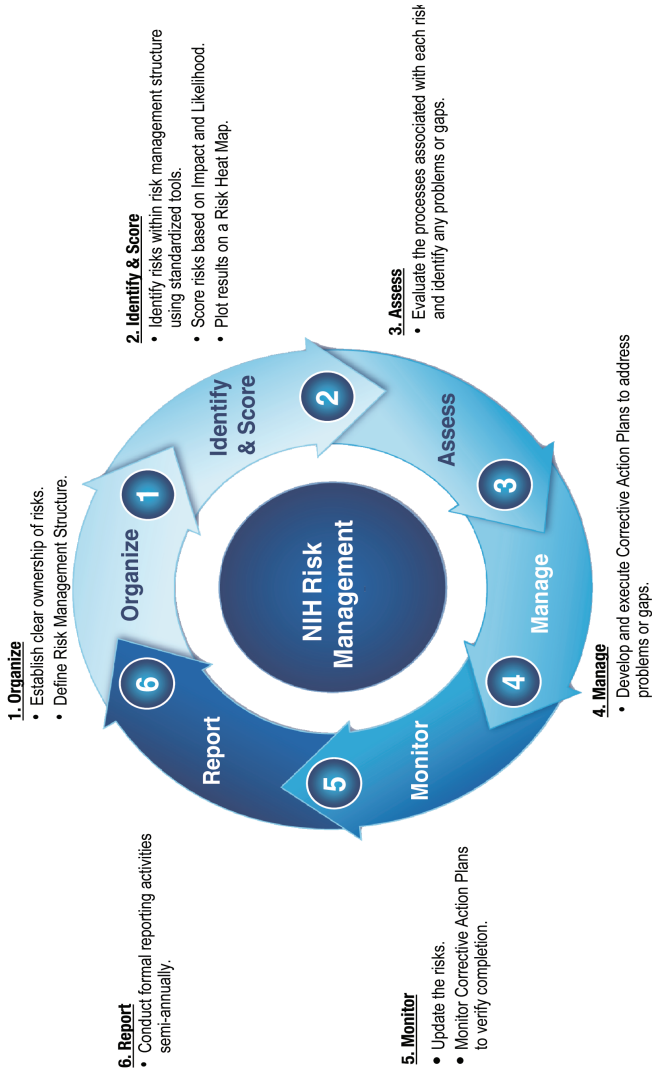 1. Organize
• Establish clear ownership of risks.
• Define Risk Management Structure.
2. Identify & Score
• Identify risks within risk management structure
using standardized tools.
• Score risks based on Impact and Likelihood.
• Plot results on a Risk Heat Map.
3. Assess
• Evaluate the processes associated with each risk
and identify any problems or gaps.
4. Manage
• Develop and execute Corrective Action Plans to address
problems or gaps.
5. Monitor
• Update the risks.
• Monitor Corrective Action Plans
to verify completion.
6. Report
• Conduct formal reporting activities
semi-annually.
NIH Risk
Management
Organize
1
Identify
& Score
2
Assess
3
Manage
4
Monitor
5
Report
6